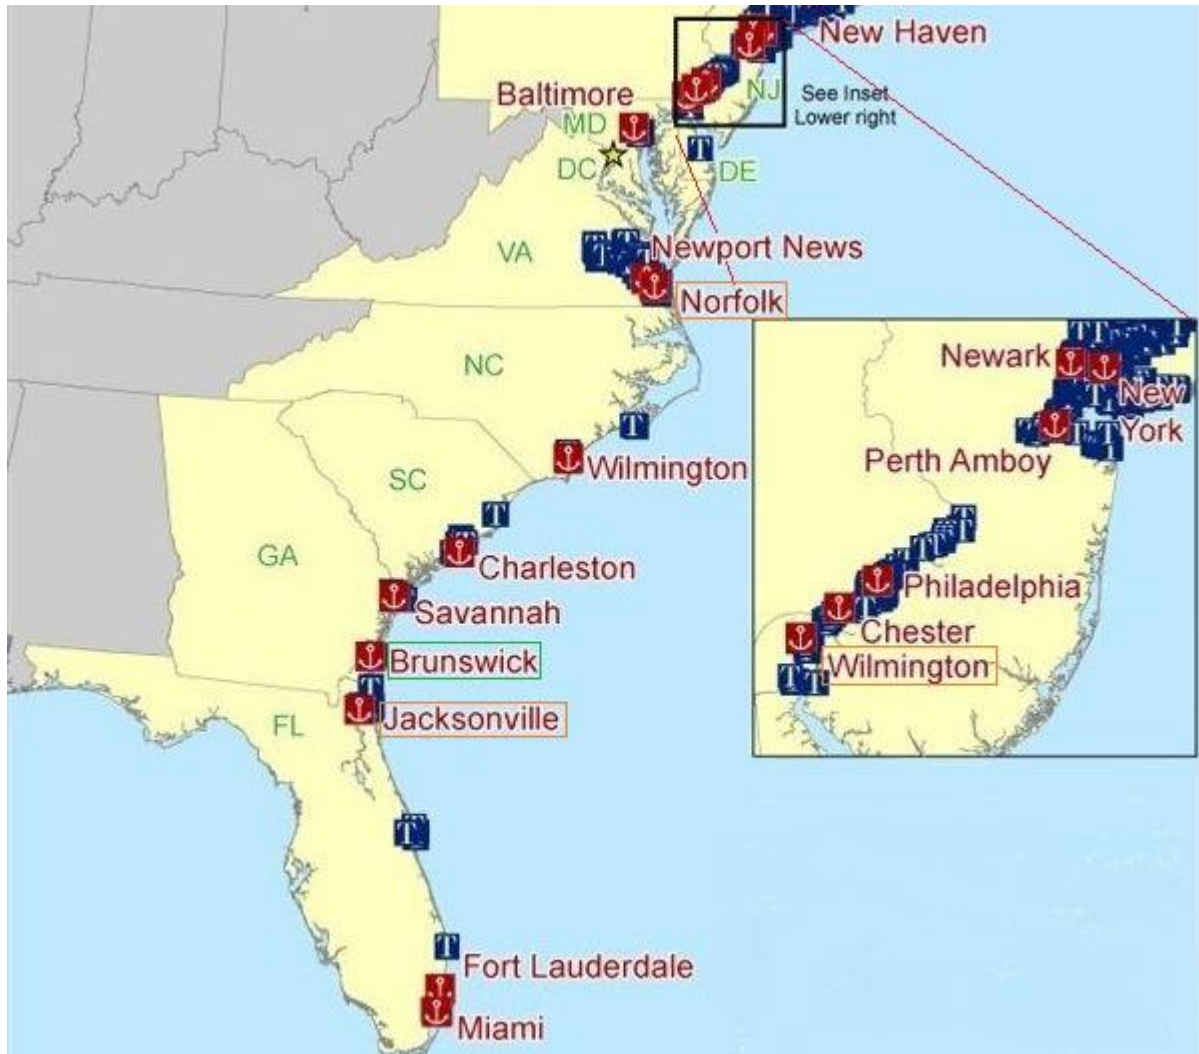 New Haven
NJ
See Inset
Lower right
Baltimore
MD
T
DC
DE
VA
Newport News
Norfolk
NC
T
Wilmington
SC
T
GA
Charleston
Savannah
Brunswick
T
Jacksonville
FL
T
T
Fort Lauderdale
Miami
Newark
New
York
Perth Amboy
Philadelphia
Chester
Wilmington